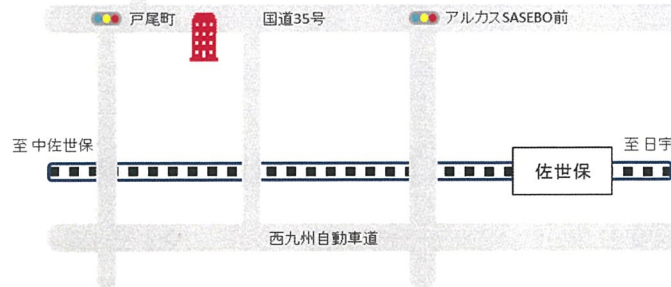 戸尾町
国道35号
アルカスSASEBO前
至 中佐世保
至 日宇
佐世保
西九州自動車道